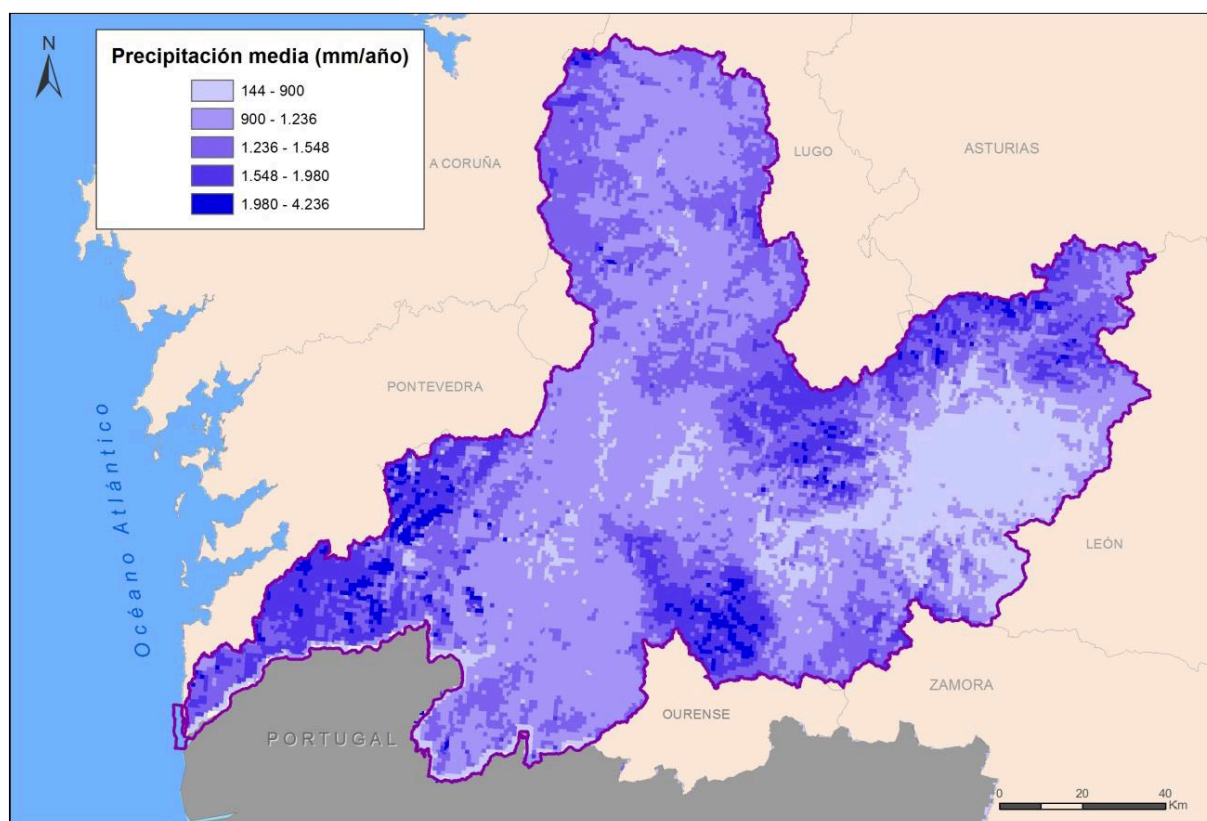 N
Precipitación media (mm/año)
144 - 900
900 - 1.236
1.236 - 1.548
1.548 - 1.980
1.980 - 4.236
A CORUÑA
LUGO
ASTURIAS
PONTEVEDRA
Océano Atlántico
LEÓN
ZAMORA
OURENSE
PORTUGAL
0 20 40
Km